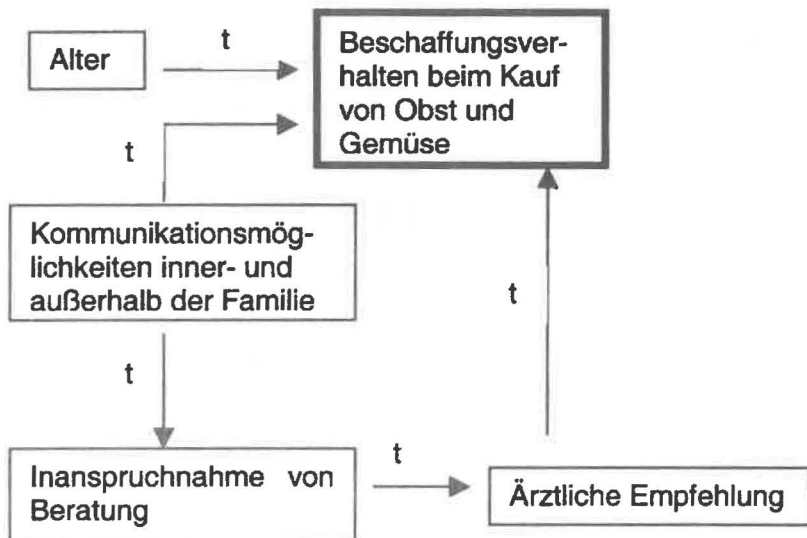 Alter
t
Beschaffungsver-
halten beim Kauf
von Obst und
Gemüse
t
Kommunikationsmög-
lichkeiten inner- und
außerhalb der Familie
t
t
Inanspruchnahme von
Beratung
t
Ärztliche Empfehlung